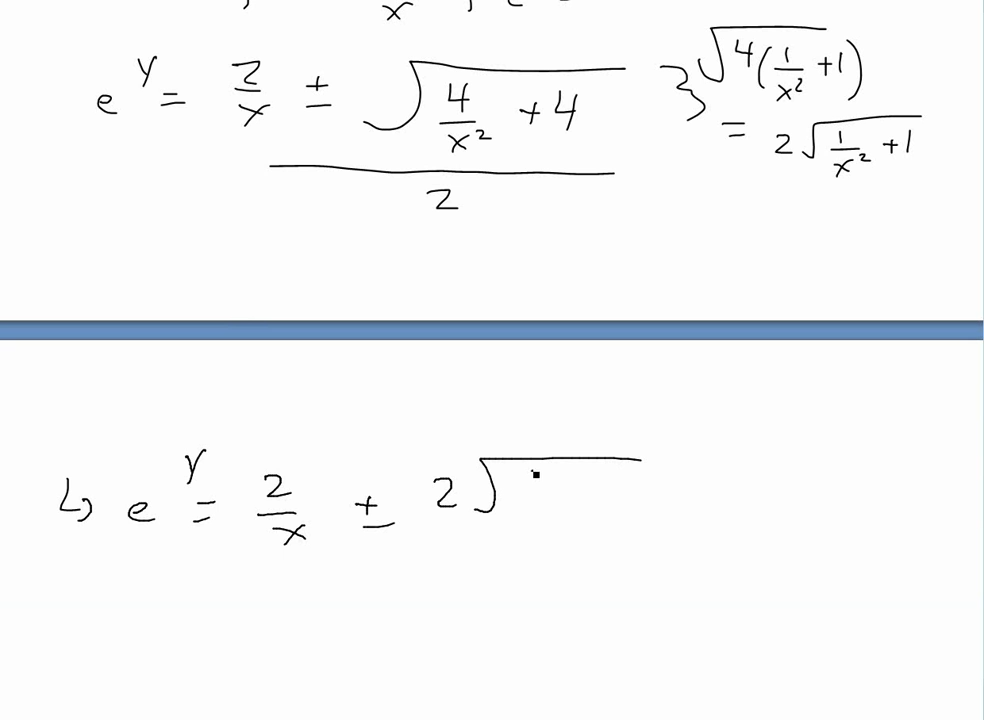 x
e^y = 2/x ± √(4/x² + 4) / 2 } √(4(1/x² + 1))
= 2√(1/x² + 1)
↳ e^y = 2/x ± 2√